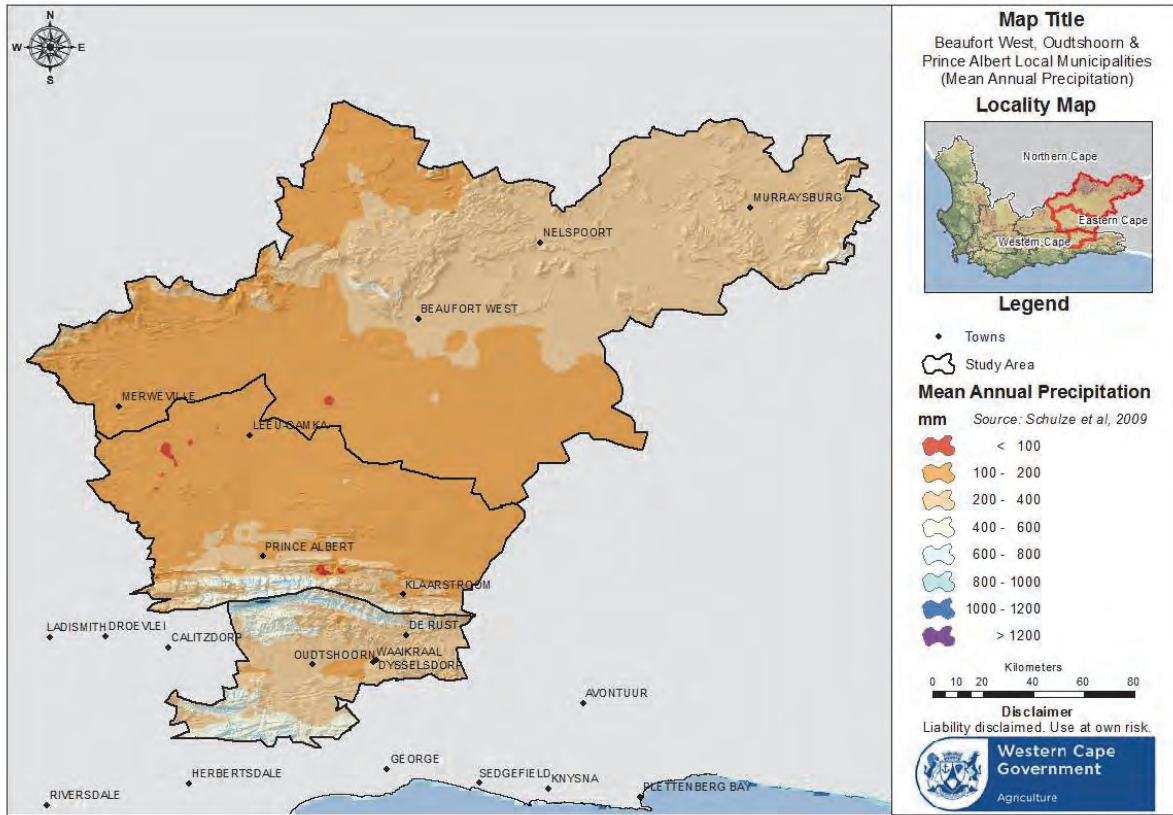 N
W E
S
MURRAYSBURG
NELSPOORT
BEAUFORT WEST
MERWEVILLE
LEEU-GAMKA
PRINCE ALBERT
KLAARSTROOM
LADISMITH
DROEVLEI
CALITZDORP
DE RUST
OUDTSHOORN
WAAIKRAAL
DYSSELSDORP
AVONTUUR
HERBERTSDALE
GEORGE
SEDGEFIELD
KNYSNA
PLETTENBERG BAY
RIVERSDALE
Map Title
Beaufort West, Oudtshoorn &
Prince Albert Local Municipalities
(Mean Annual Precipitation)
Locality Map
Northern Cape
Eastern Cape
Western Cape
Legend
Towns
Study Area
Mean Annual Precipitation
mm Source: Schulze et al, 2009
< 100
100 - 200
200 - 400
400 - 600
600 - 800
800 - 1000
1000 - 1200
> 1200
Kilometers
0 10 20 40 60 80
Disclaimer
Liability disclaimed. Use at own risk.
Western Cape
Government
Agriculture